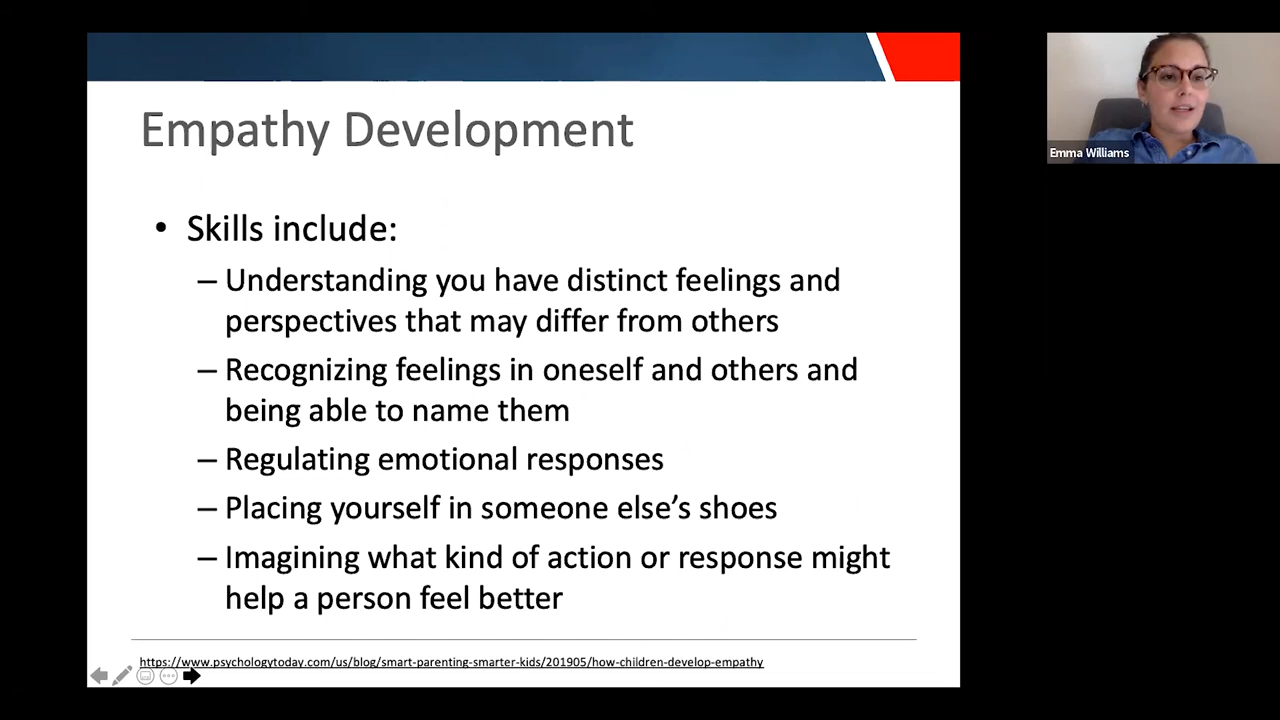 Empathy Development
• Skills include:
– Understanding you have distinct feelings and
perspectives that may differ from others
– Recognizing feelings in oneself and others and
being able to name them
– Regulating emotional responses
– Placing yourself in someone else’s shoes
– Imagining what kind of action or response might
help a person feel better
https://www.psychologytoday.com/us/blog/smart-parenting-smarter-kids/201905/how-children-develop-empathy
Emma Williams